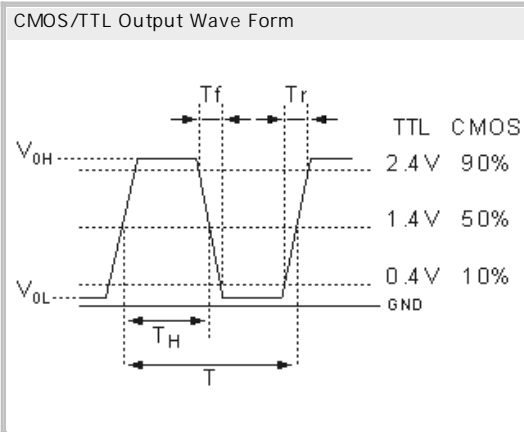 CMOS/TTL Output Wave Form
Tf Tr
TTL CMOS
V0H 2.4V 90%
1.4V 50%
0.4V 10%
V0L GND
TH
T